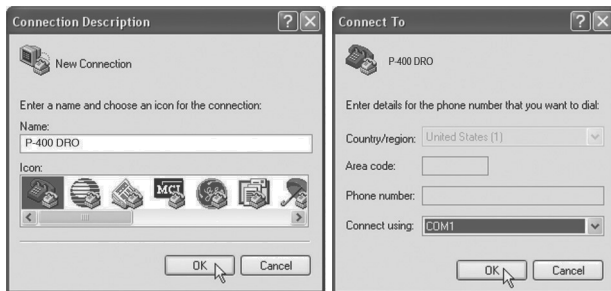 Connection Description
New Connection
Enter a name and choose an icon for the connection:
Name:
P-400 DRO
Icon:
MCI
OK
Cancel
Connect To
P-400 DRO
Enter details for the phone number that you want to dial:
Country/region:
United States (1)
Area code:
Phone number:
Connect using:
COM1
OK
Cancel